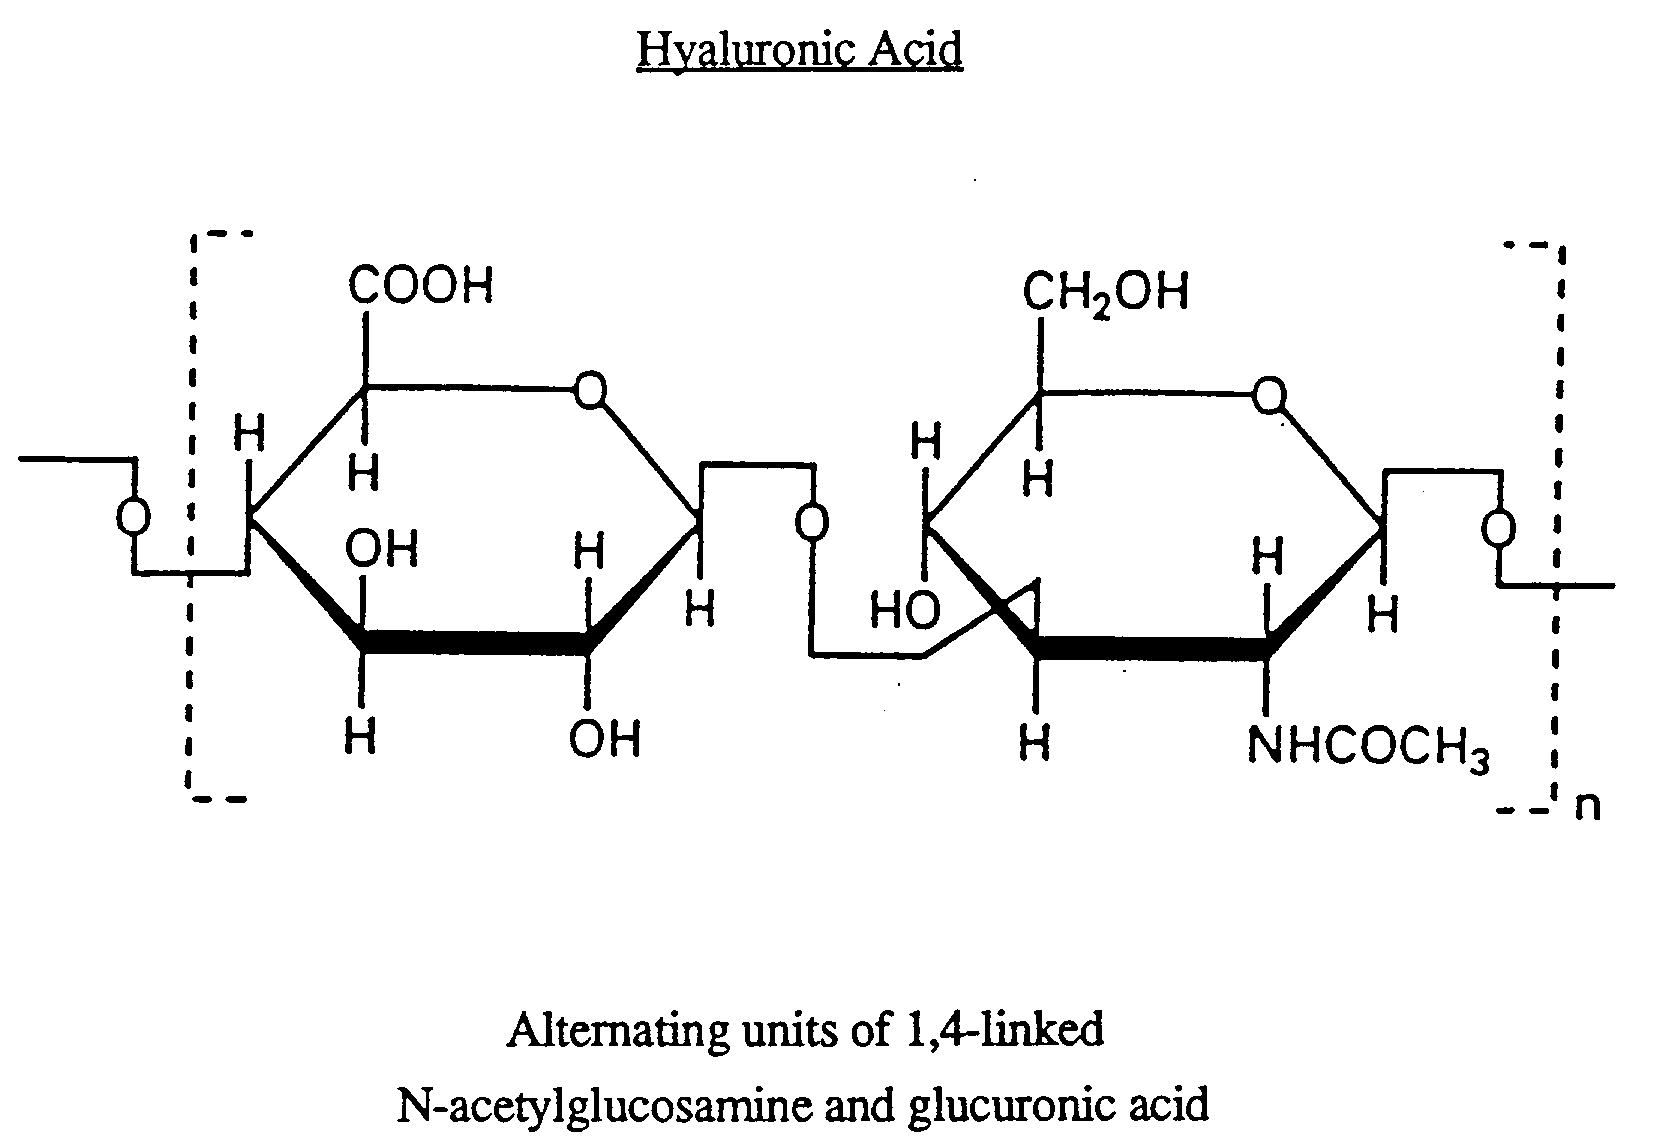 Hyaluronic Acid
COOH CH₂OH
O O
H H
H H
O O O
OH H H
HO
H H
H OH H NHCOCH₃
n
Alternating units of 1,4-linked
N-acetylglucosamine and glucuronic acid